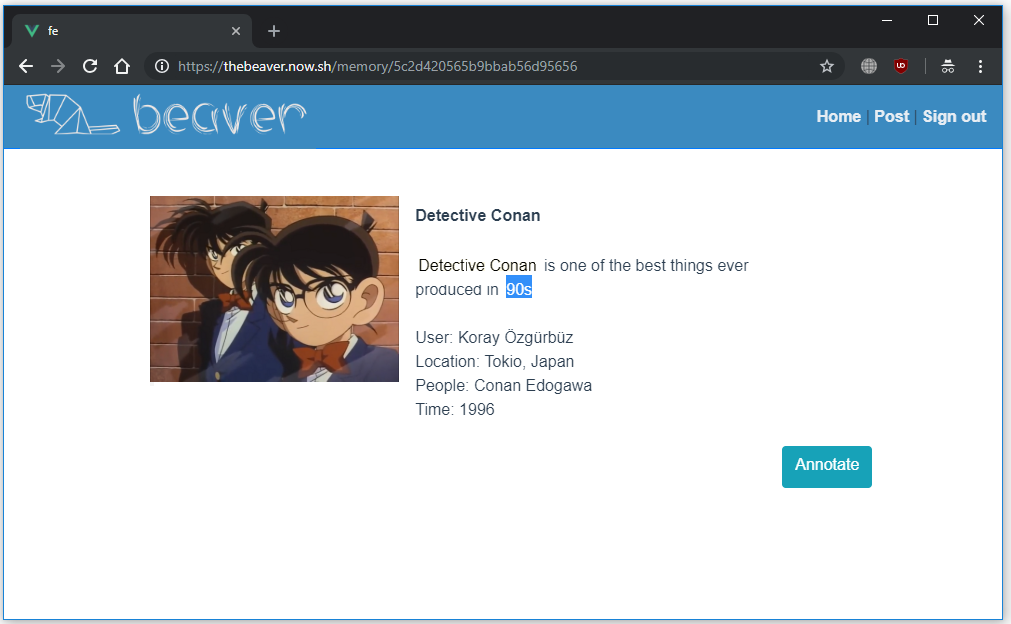 fe
https://thebeaver.now.sh/memory/5c2d420565b9bbab56d95656
UD
beaver
Home | Post | Sign out
Detective Conan
Detective Conan is one of the best things ever
produced in 90s
User: Koray Özgürbüz
Location: Tokio, Japan
People: Conan Edogawa
Time: 1996
Annotate